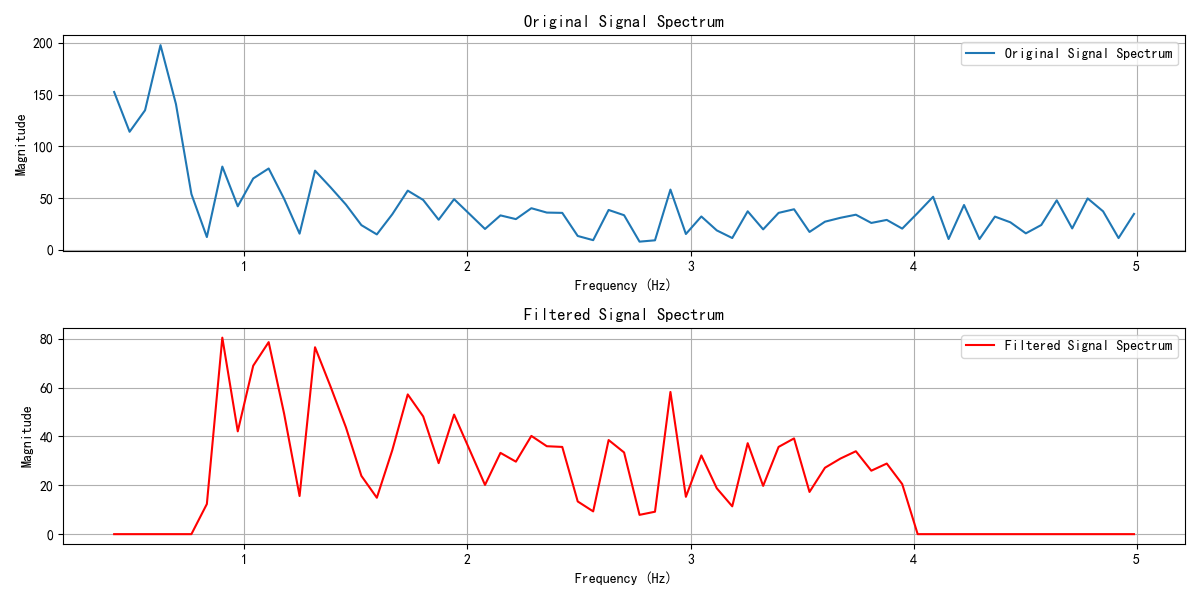 Original Signal Spectrum
200
150
100
50
0
Magnitude
Original Signal Spectrum
1 2 3 4 5
Frequency (Hz)
Filtered Signal Spectrum
80
60
40
20
0
Magnitude
Filtered Signal Spectrum
1 2 3 4 5
Frequency (Hz)